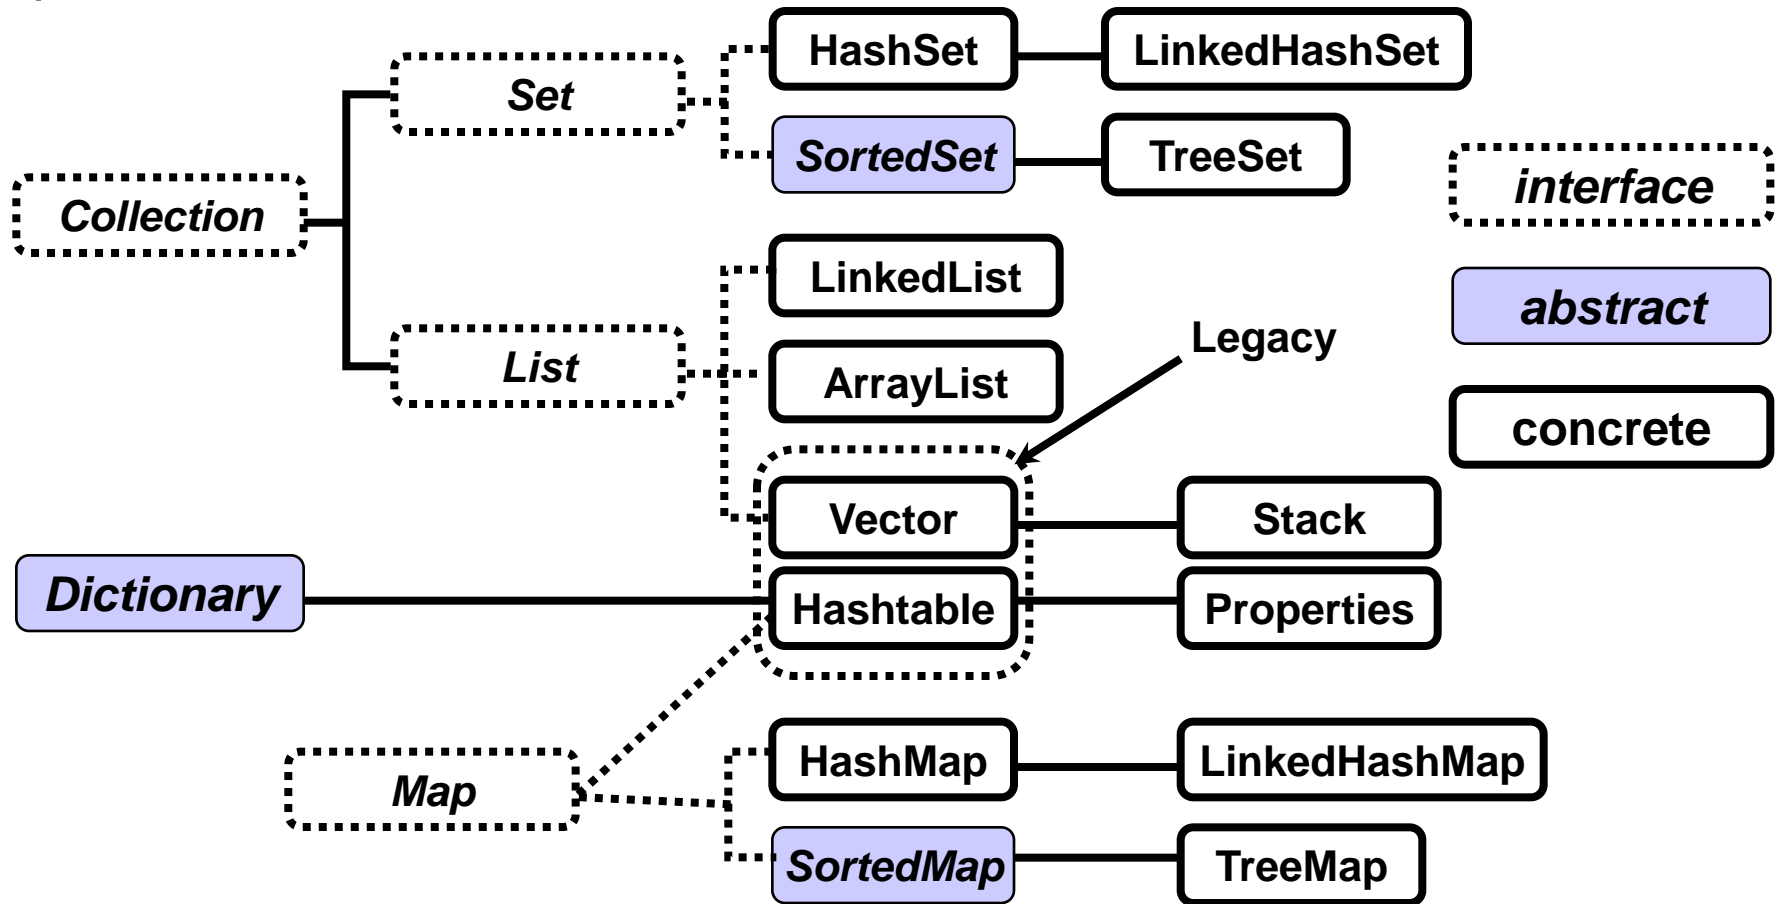 HashSet
LinkedHashSet
Set
SortedSet
TreeSet
Collection
interface
LinkedList
abstract
Legacy
List
ArrayList
concrete
Vector
Stack
Dictionary
Hashtable
Properties
HashMap
LinkedHashMap
Map
SortedMap
TreeMap